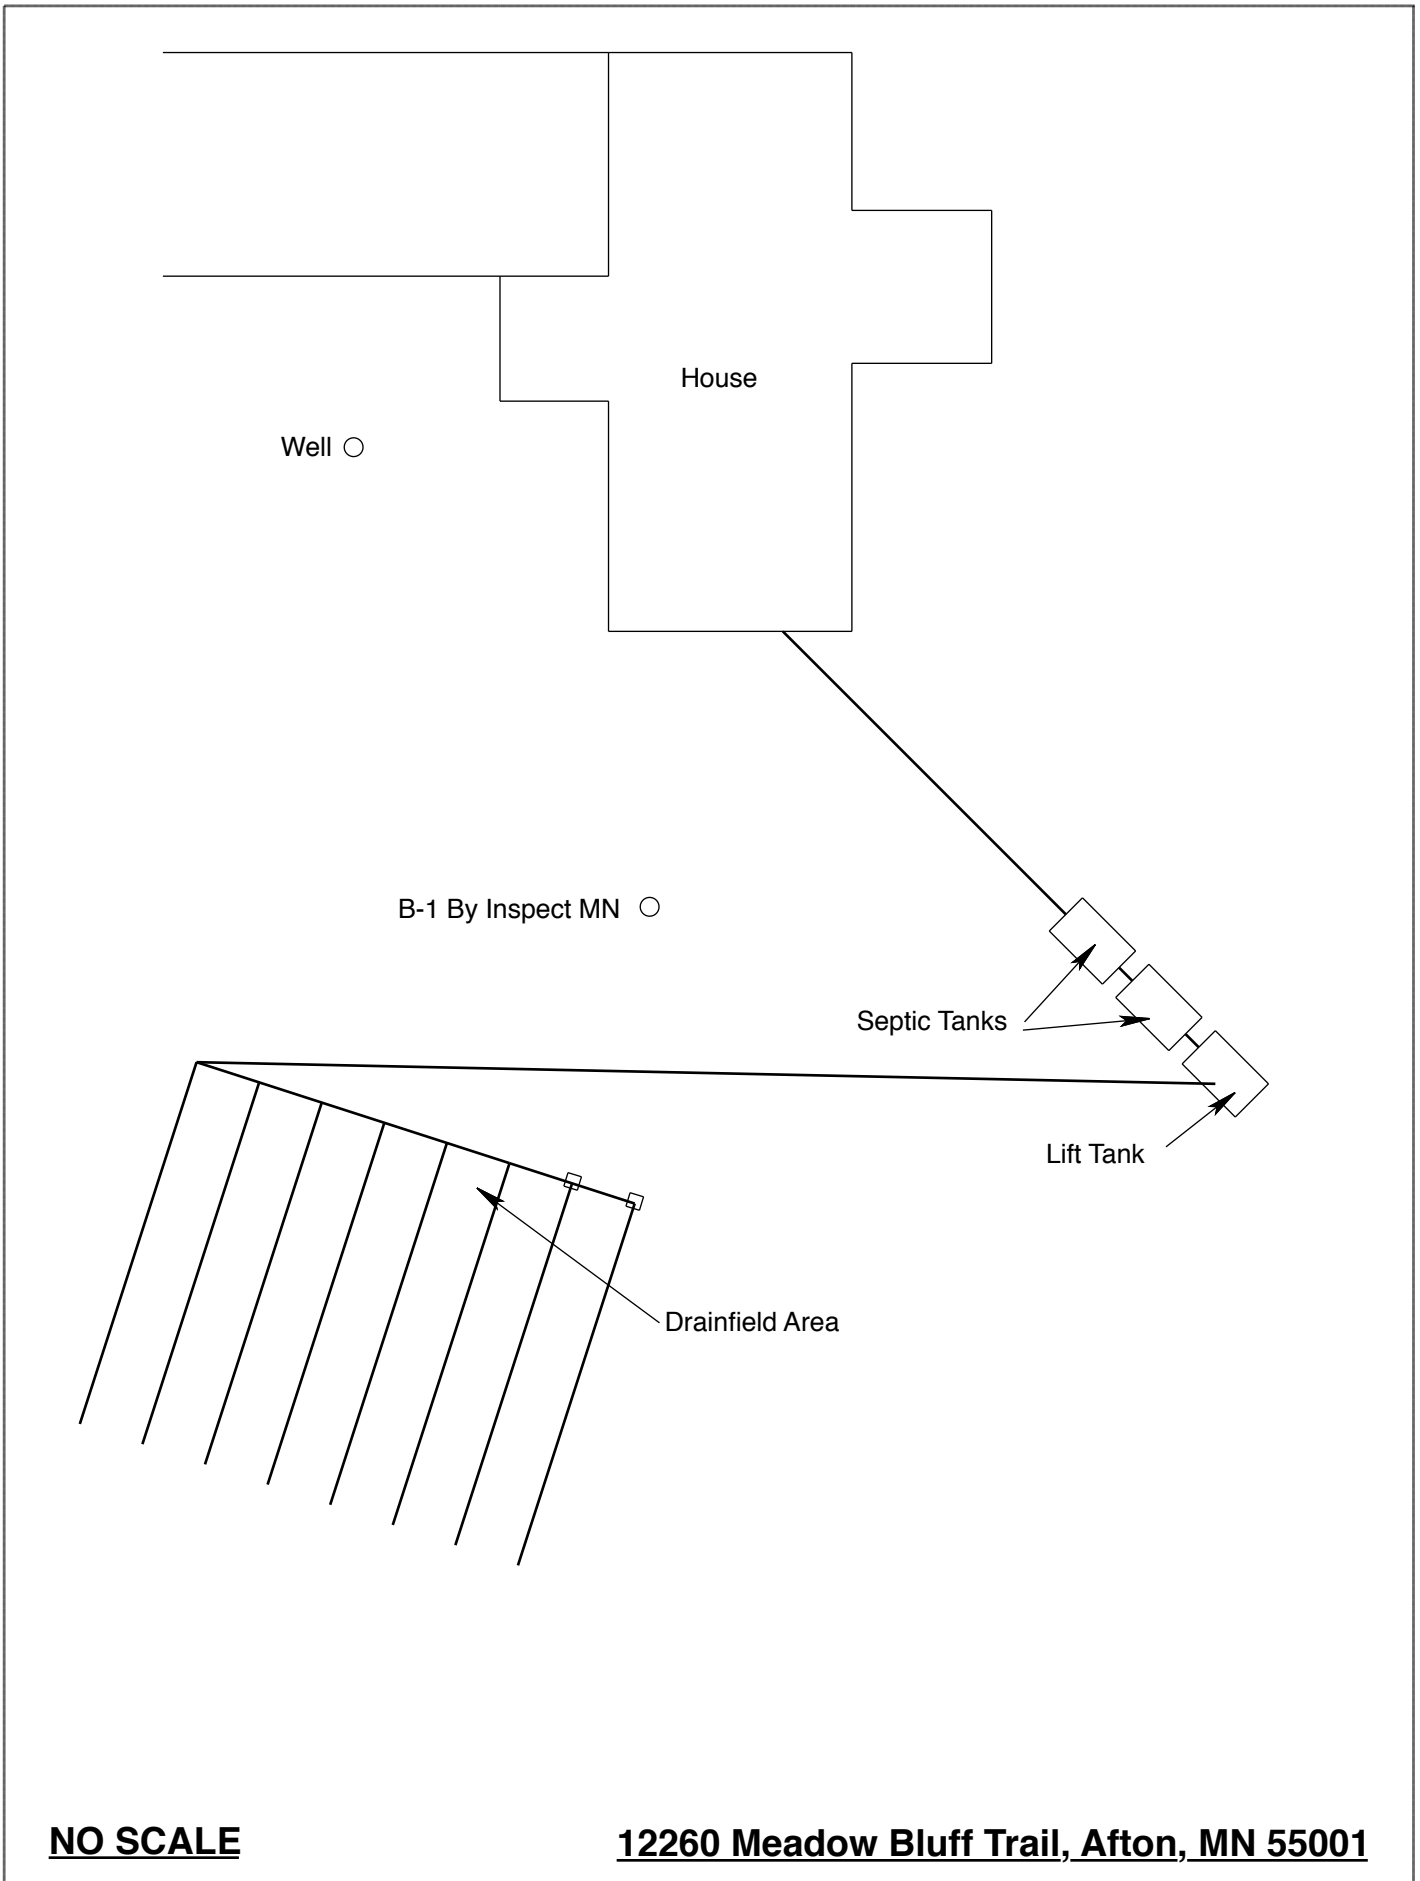 House
Well
B-1 By Inspect MN
Septic Tanks
Lift Tank
Drainfield Area
NO SCALE
12260 Meadow Bluff Trail, Afton, MN 55001